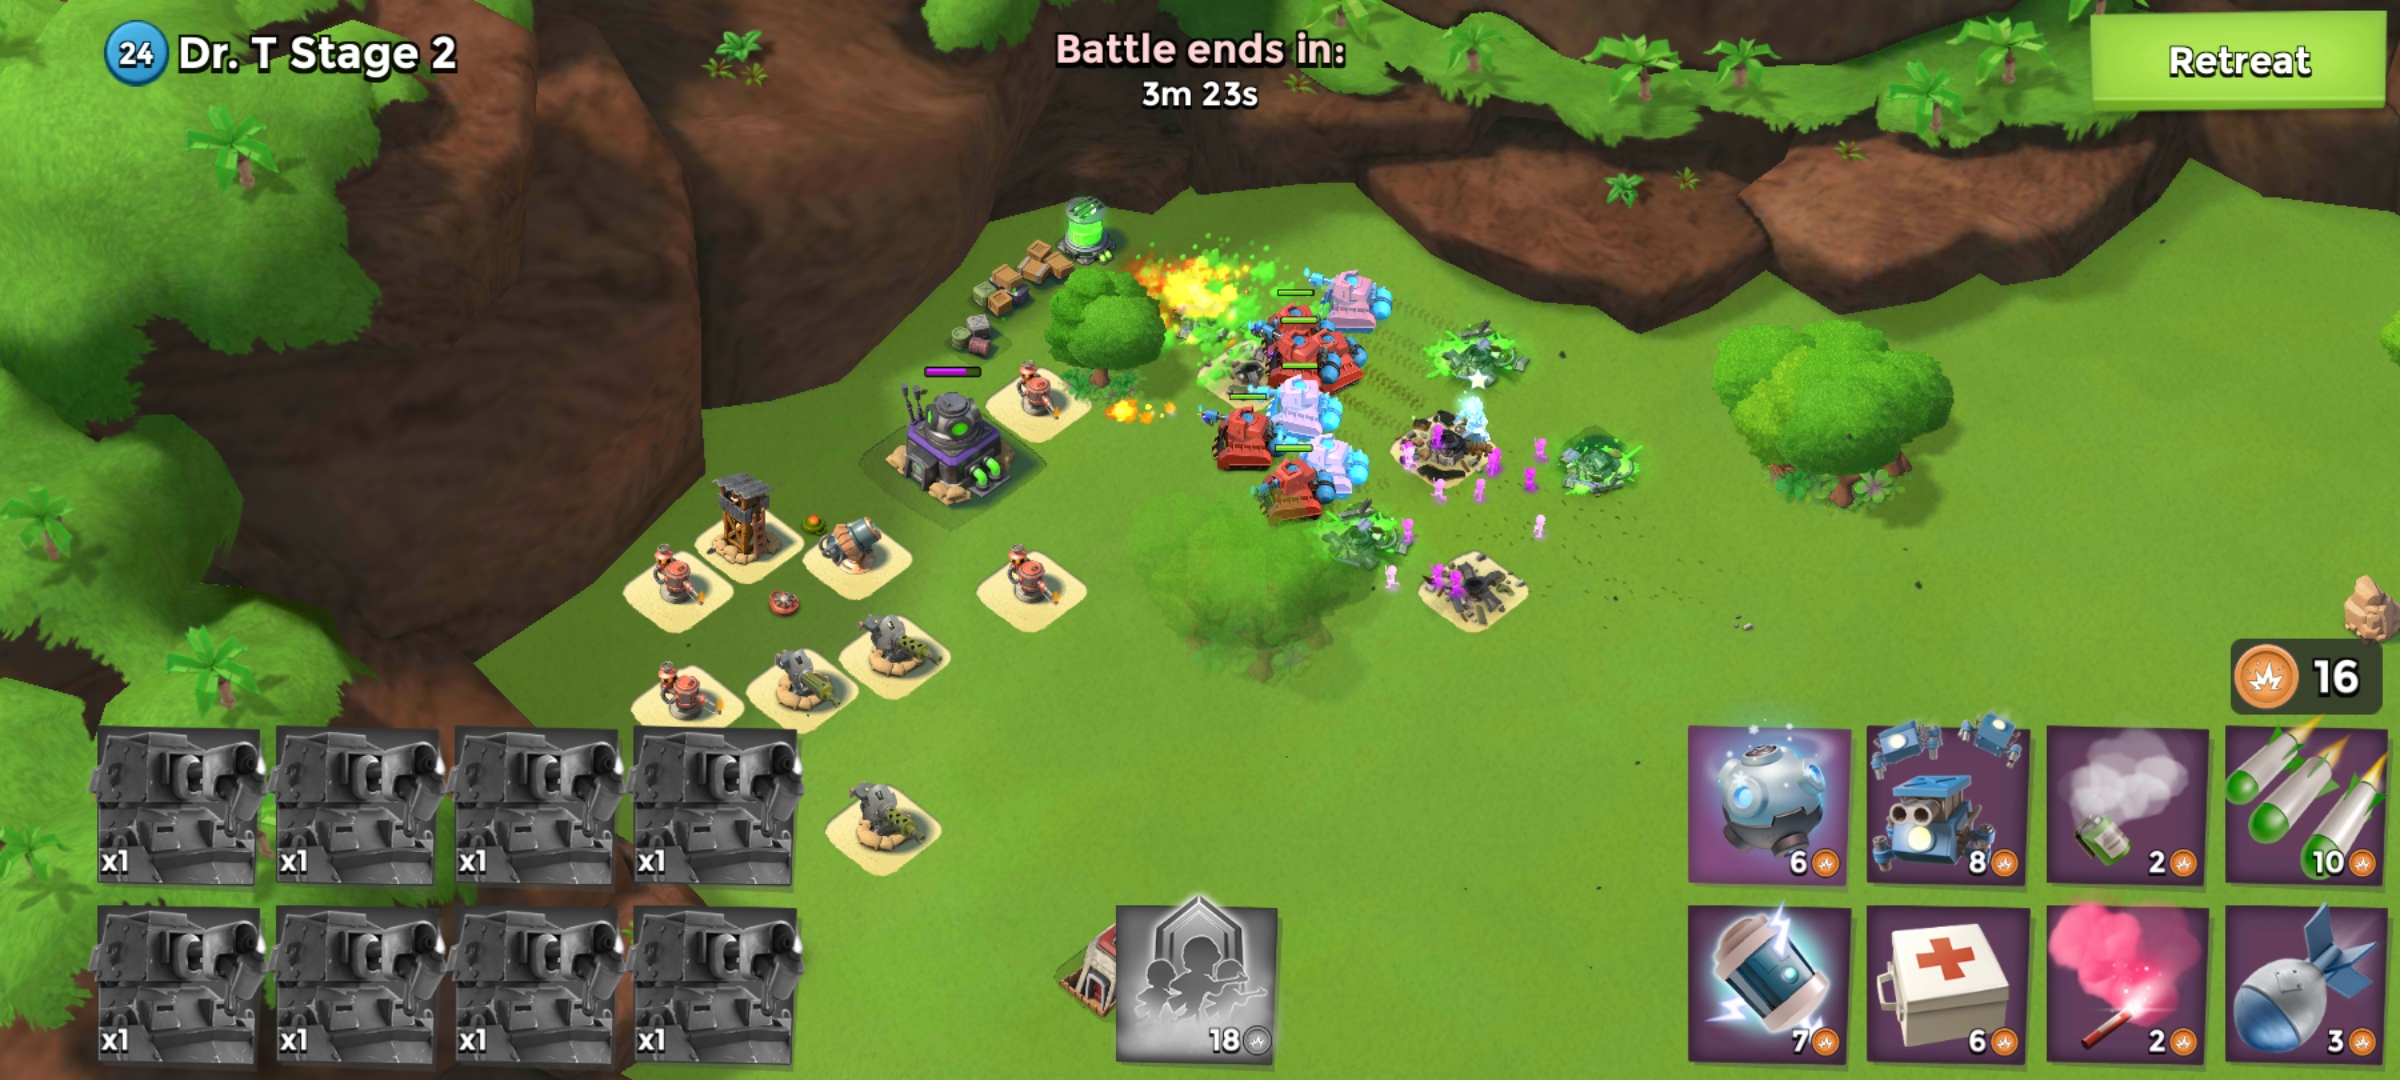 24 Dr. T Stage 2
Battle ends in:
3m 23s
Retreat
16
x1 x1 x1 x1
6 8 2 10
x1 x1 x1 x1
18
7 6 2 3